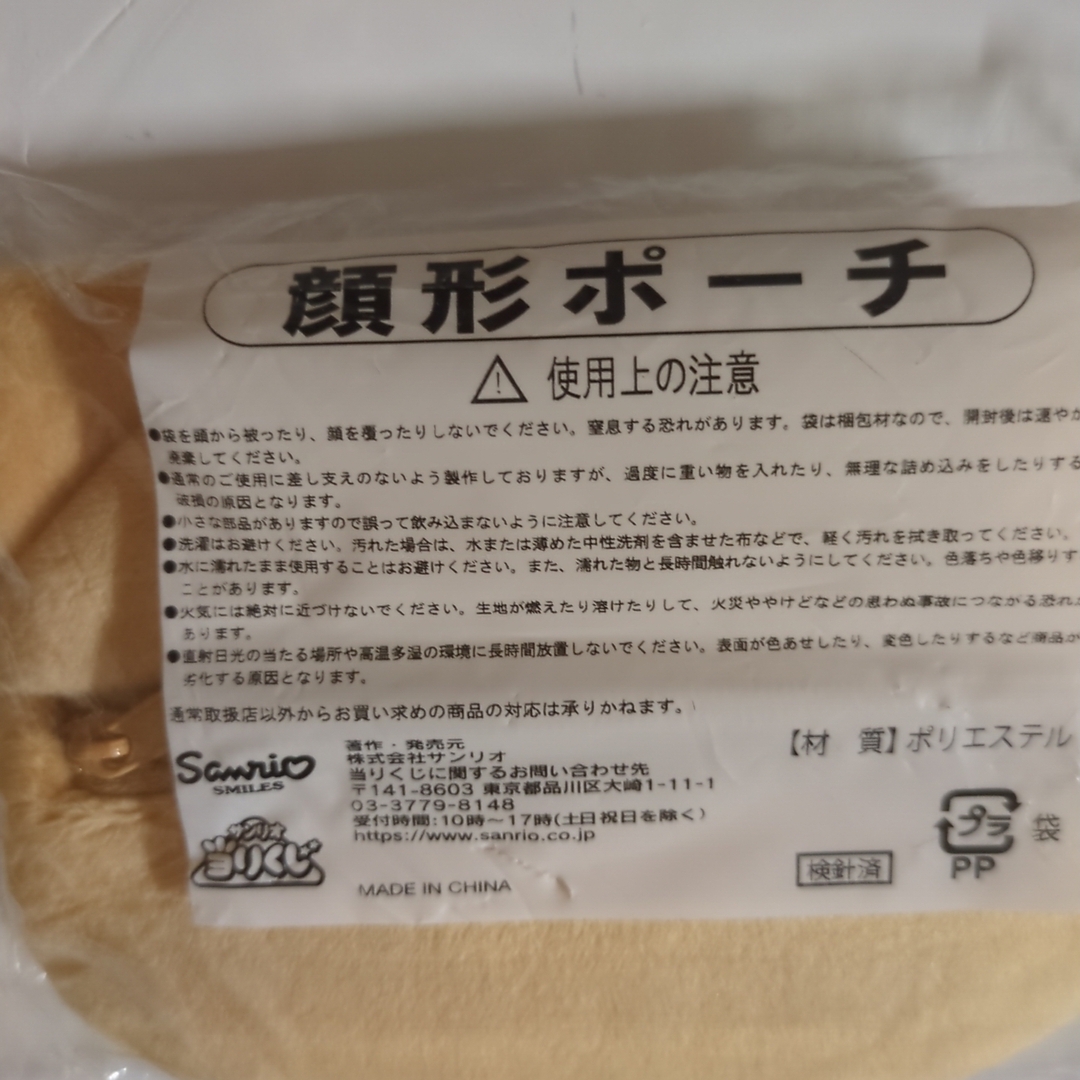 顔形ポーチ
使用上の注意
●袋を頭から被ったり、顔を覆ったりしないでください。窒息する恐れがあります。袋は梱包材なので、開封後は速やか
廃棄してください。
●通常のご使用に差し支えのないよう製作しておりますが、過度に重い物を入れたり、無理な詰め込みをしたりする
破損の原因となります。
●小さな部品がありますので誤って飲み込まないように注意してください。
●洗濯はお避けください。汚れた場合は、水または薄めた中性洗剤を含ませた布などで、軽く汚れを拭き取ってください。
●水に濡れたまま使用することはお避けください。また、濡れた物と長時間触れないようにしてください。色落ちや色移りす
ことがあります。
●火気には絶対に近づけないでください。生地が燃えたり溶けたりして、火災ややけどなどの思わぬ事故につながる恐れ
あります。
●直射日光の当たる場所や高温多湿の環境に長時間放置しないでください。表面が色あせしたり、変色したりするなど商品が
劣化する原因となります。
通常取扱店以外からお買い求めの商品の対応は承りかねます。
【材 質】ポリエステル
Sanrio
SMILES
サンリオ
当りくじ
著作・発売元
株式会社サンリオ
当りくじに関するお問い合わせ先
〒141-8603 東京都品川区大崎1-11-1
03-3779-8148
受付時間:10時〜17時(土日祝日を除く)
https://www.sanrio.co.jp
MADE IN CHINA
検針済
プラ 袋
PP